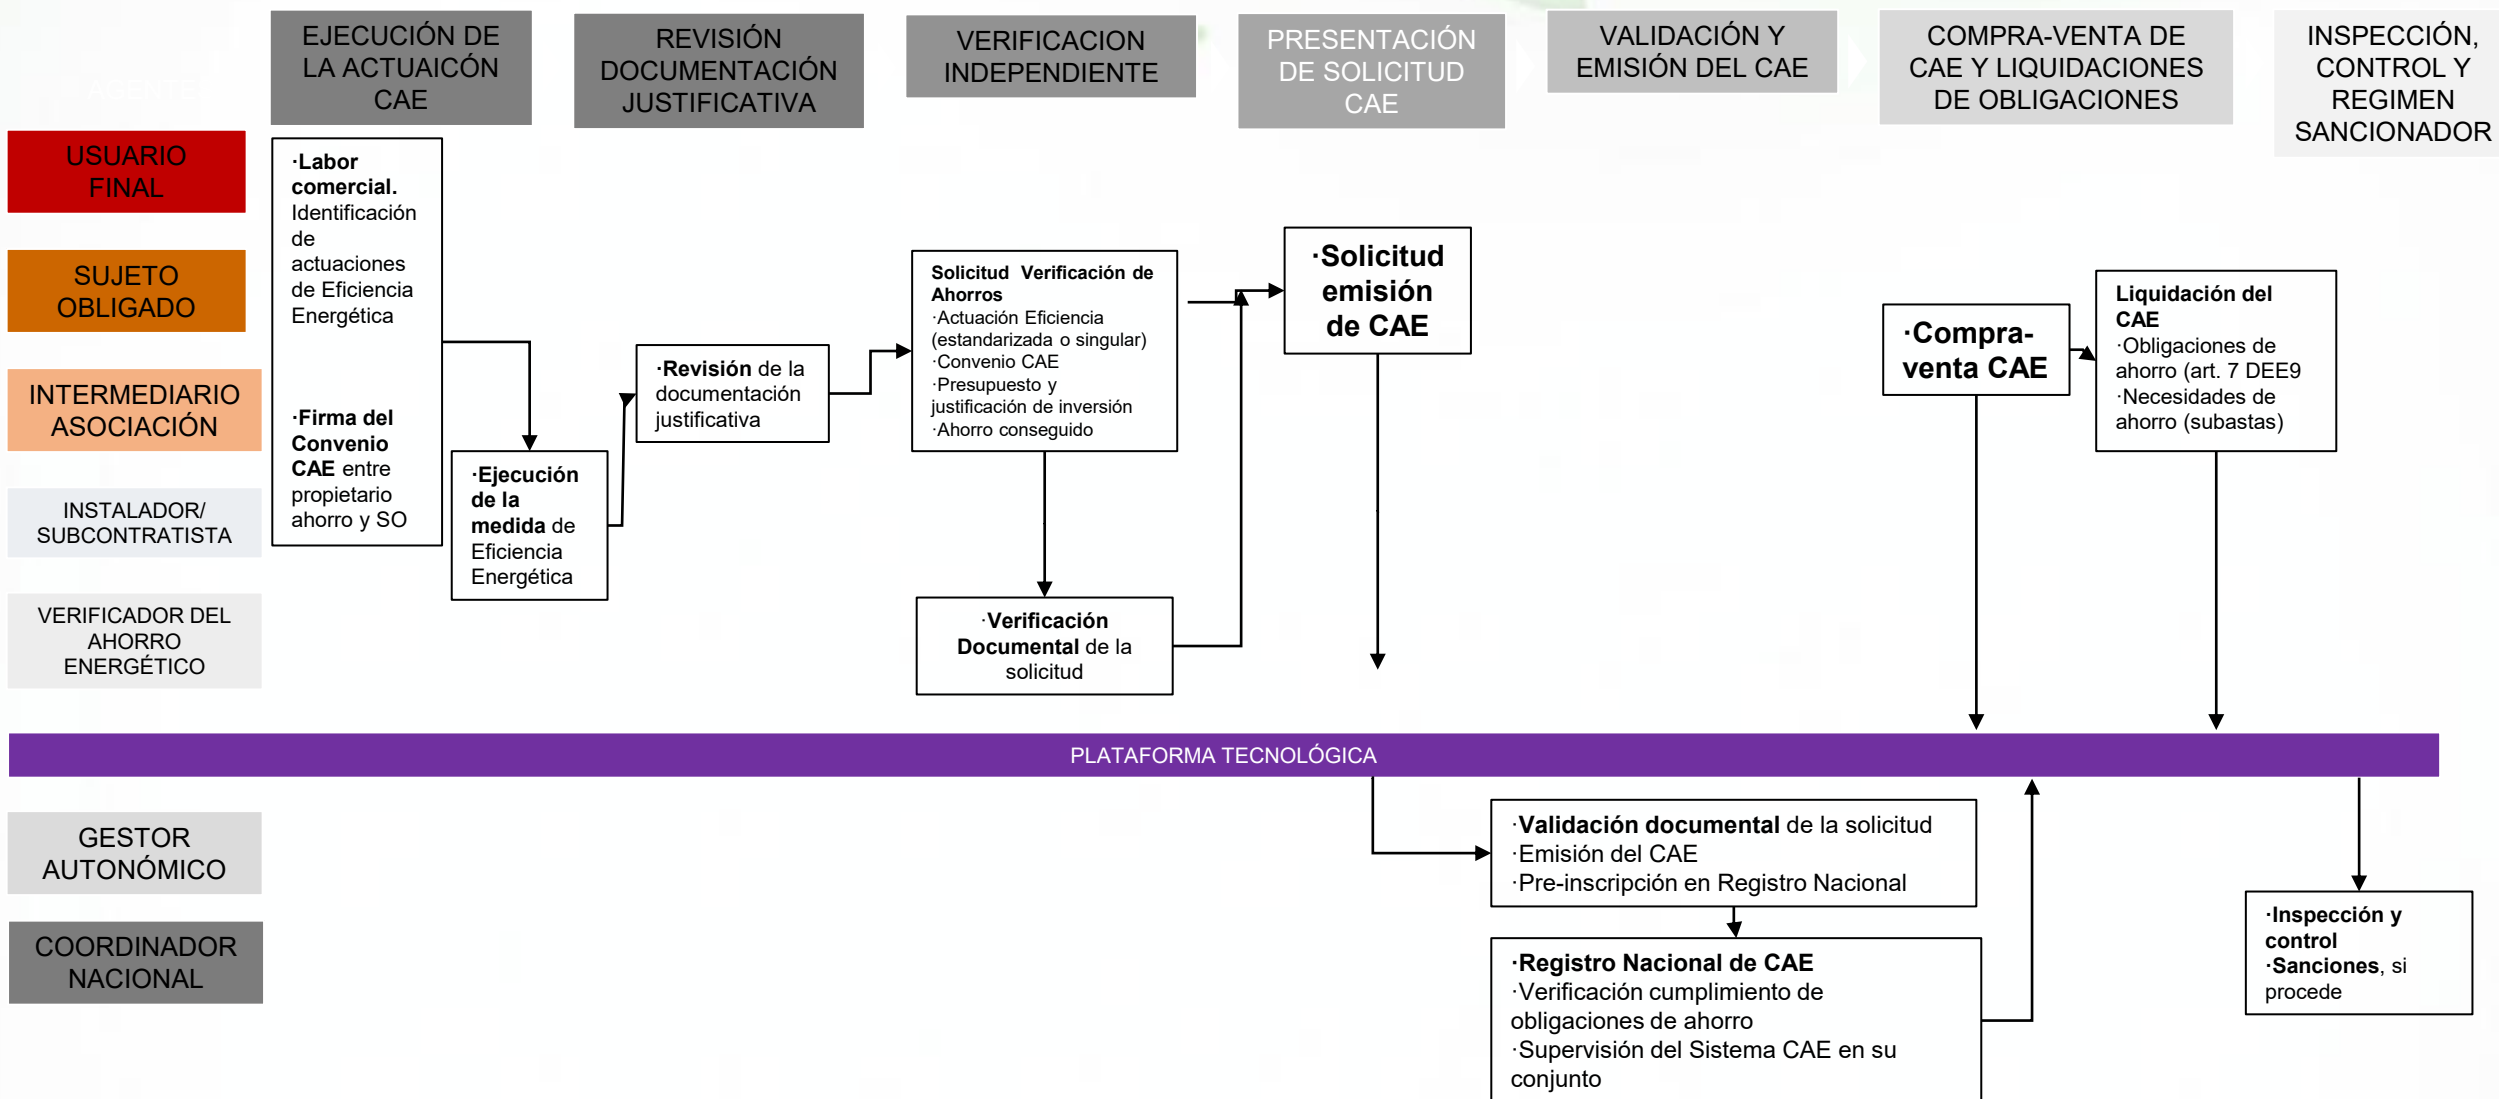 EJECUCIÓN DE
LA ACTUAICÓN
CAE
REVISIÓN
DOCUMENTACIÓN
JUSTIFICATIVA
VERIFICACION
INDEPENDIENTE
PRESENTACIÓN
DE SOLICITUD
CAE
VALIDACIÓN Y
EMISIÓN DEL CAE
COMPRA-VENTA DE
CAE Y LIQUIDACIONES
DE OBLIGACIONES
INSPECCIÓN,
CONTROL Y
REGIMEN
SANCIONADOR
USUARIO
FINAL
SUJETO
OBLIGADO
INTERMEDIARIO
ASOCIACIÓN
INSTALADOR/
SUBCONTRATISTA
VERIFICADOR DEL
AHORRO
ENERGÉTICO
·Labor
comercial.
Identificación
de
actuaciones
de Eficiencia
Energética
·Firma del
Convenio
CAE entre
propietario
ahorro y SO
·Ejecución
de la
medida de
Eficiencia
Energética
·Revisión de la
documentación
justificativa
Solicitud Verificación de
Ahorros
·Actuación Eficiencia
(estandarizada o singular)
·Convenio CAE
·Presupuesto y
justificación de inversión
·Ahorro conseguido
·Verificación
Documental de la
solicitud
·Solicitud
emisión
de CAE
·Compra-
venta CAE
Liquidación del
CAE
·Obligaciones de
ahorro (art. 7 DEE9
·Necesidades de
ahorro (subastas)
PLATAFORMA TECNOLÓGICA
GESTOR
AUTONÓMICO
COORDINADOR
NACIONAL
·Validación documental de la solicitud
·Emisión del CAE
·Pre-inscripción en Registro Nacional
·Registro Nacional de CAE
·Verificación cumplimiento de
obligaciones de ahorro
·Supervisión del Sistema CAE en su
conjunto
·Inspección y
control
·Sanciones, si
procede